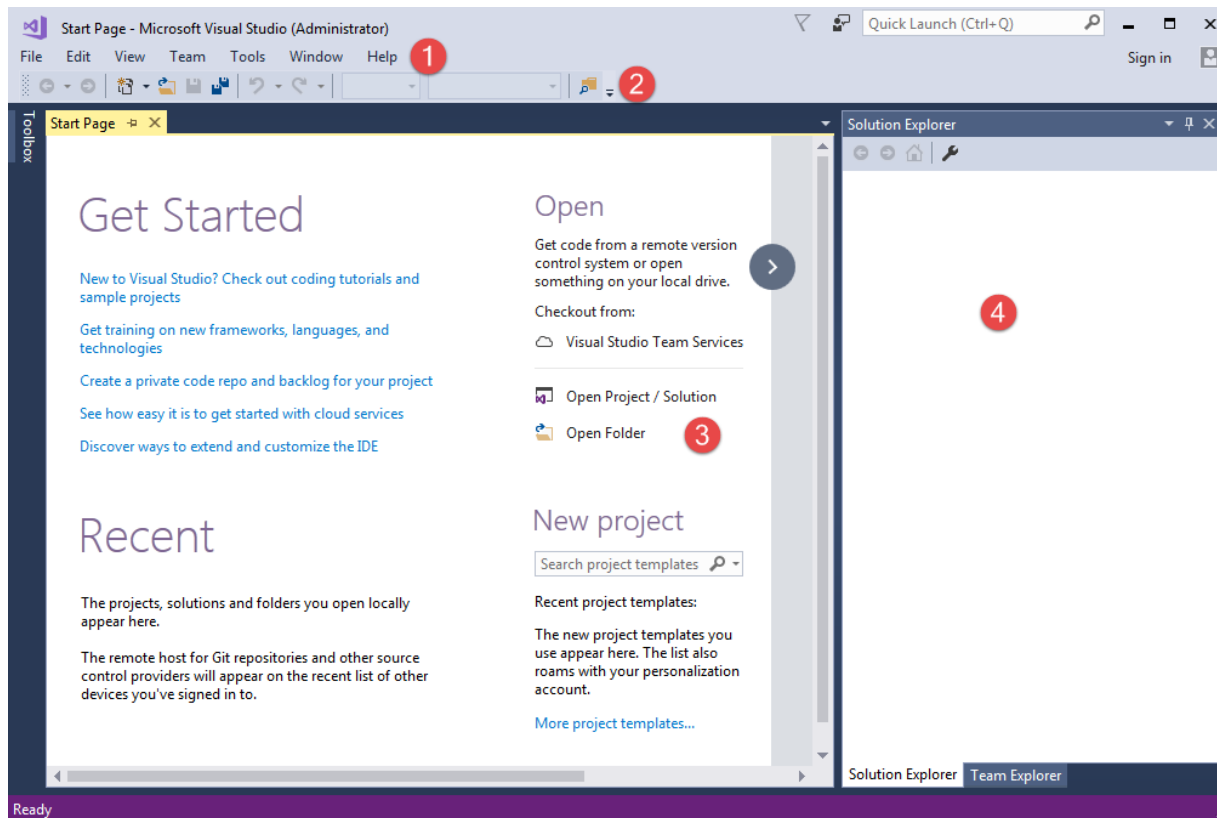 Start Page - Microsoft Visual Studio (Administrator)
Quick Launch (Ctrl+Q)
File Edit View Team Tools Window Help
1
Sign in
2
Toolbox
Start Page
Solution Explorer
Get Started
New to Visual Studio? Check out coding tutorials and
sample projects
Get training on new frameworks, languages, and
technologies
Create a private code repo and backlog for your project
See how easy it is to get started with cloud services
Discover ways to extend and customize the IDE
Open
Get code from a remote version
control system or open
something on your local drive.
Checkout from:
Visual Studio Team Services
Open Project / Solution
Open Folder
3
4
Recent
The projects, solutions and folders you open locally
appear here.
The remote host for Git repositories and other source
control providers will appear on the recent list of other
devices you've signed in to.
New project
Search project templates
Recent project templates:
The new project templates you
use appear here. The list also
roams with your personalization
account.
More project templates...
Solution Explorer Team Explorer
Ready